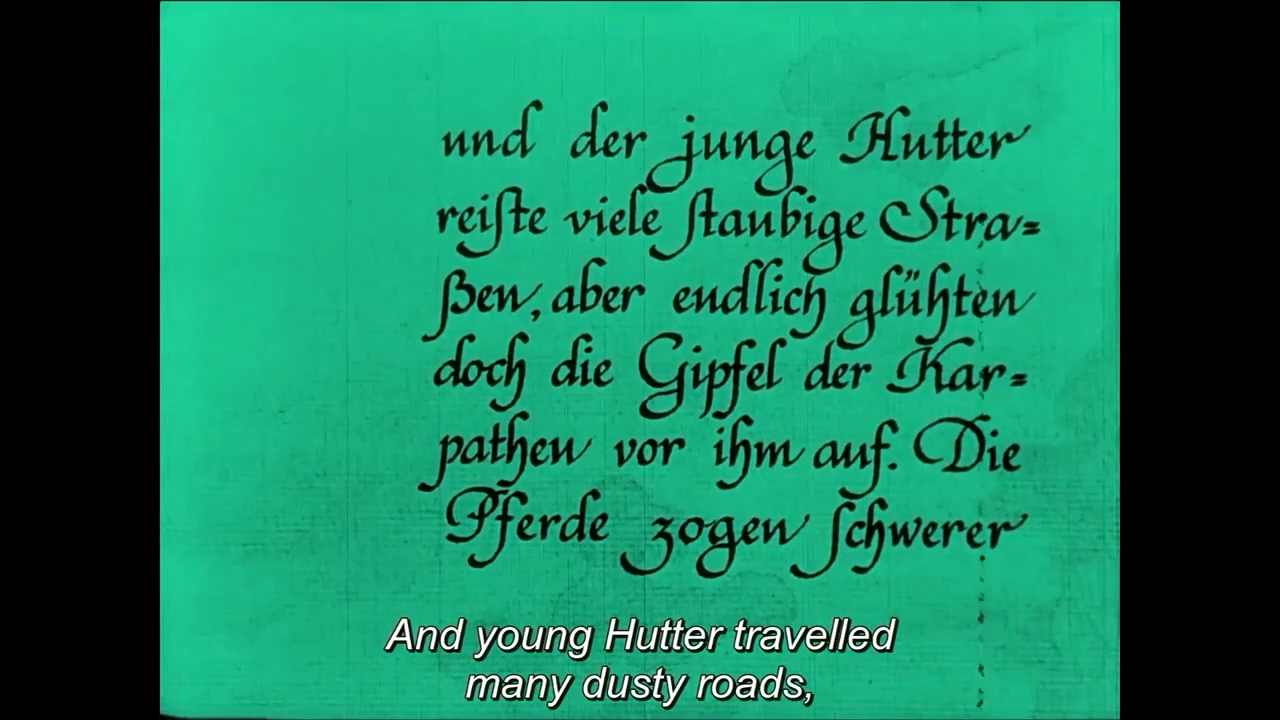 und der junge Hutter
reiſte viele ſtaubige Stra=
ßen, aber endlich glühten
doch die Gipfel der Kar=
pathen vor ihm auf. Die
Pferde zogen ſchwerer
And young Hutter travelled
many dusty roads,